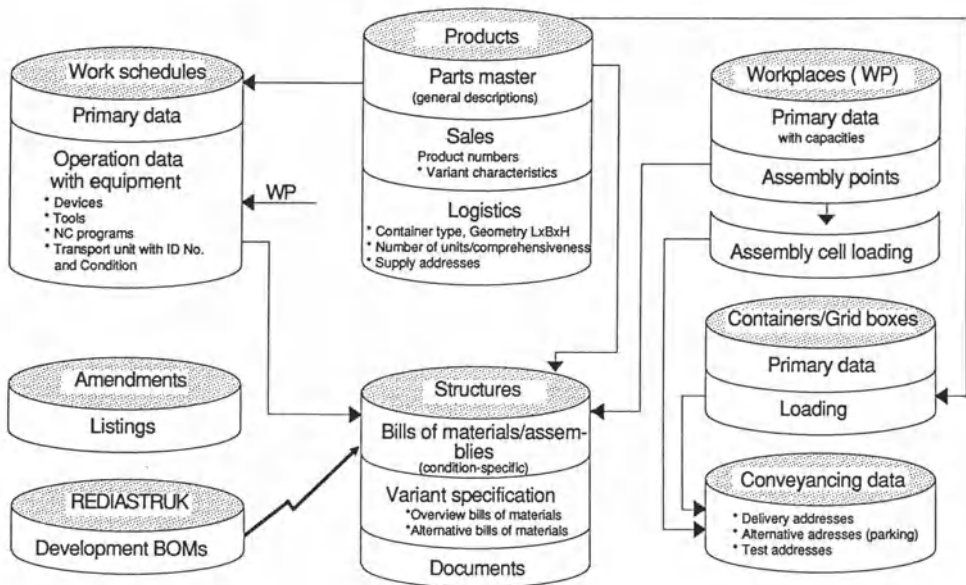 Products
Parts master
(general descriptions)
Sales
Product numbers
* Variant characteristics
Logistics
* Container type, Geometry LxBxH
* Number of units/comprehensiveness
* Supply addresses
Work schedules
Primary data
Operation data
with equipment
* Devices
* Tools
* NC programs
* Transport unit with ID No.
and Condition
WP
Workplaces ( WP)
Primary data
with capacities
Assembly points
Assembly cell loading
Containers/Grid boxes
Primary data
Loading
Amendments
Listings
Structures
Bills of materials/assem-
blies
(condition-specific)
Variant specification
*Overview bills of materials
*Alternative bills of materials
Documents
REDIASTRUK
Development BOMs
Conveyancing data
* Delivery addresses
* Alternative adresses (parking)
* Test addresses